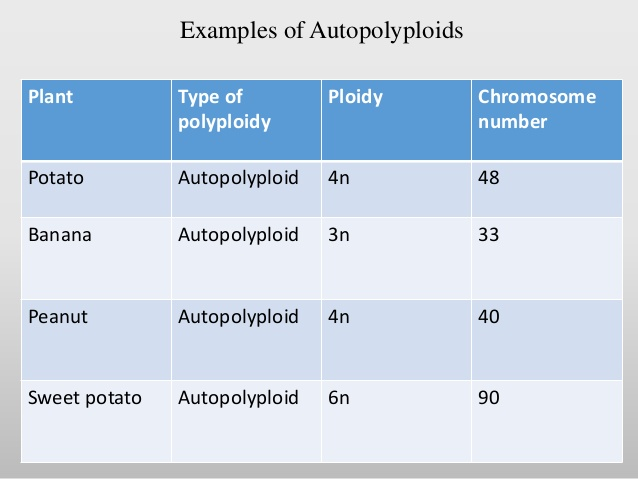 Examples of Autopolyploids
Plant Type of polyploidy Ploidy Chromosome number
Potato Autopolyploid 4n 48
Banana Autopolyploid 3n 33
Peanut Autopolyploid 4n 40
Sweet potato Autopolyploid 6n 90